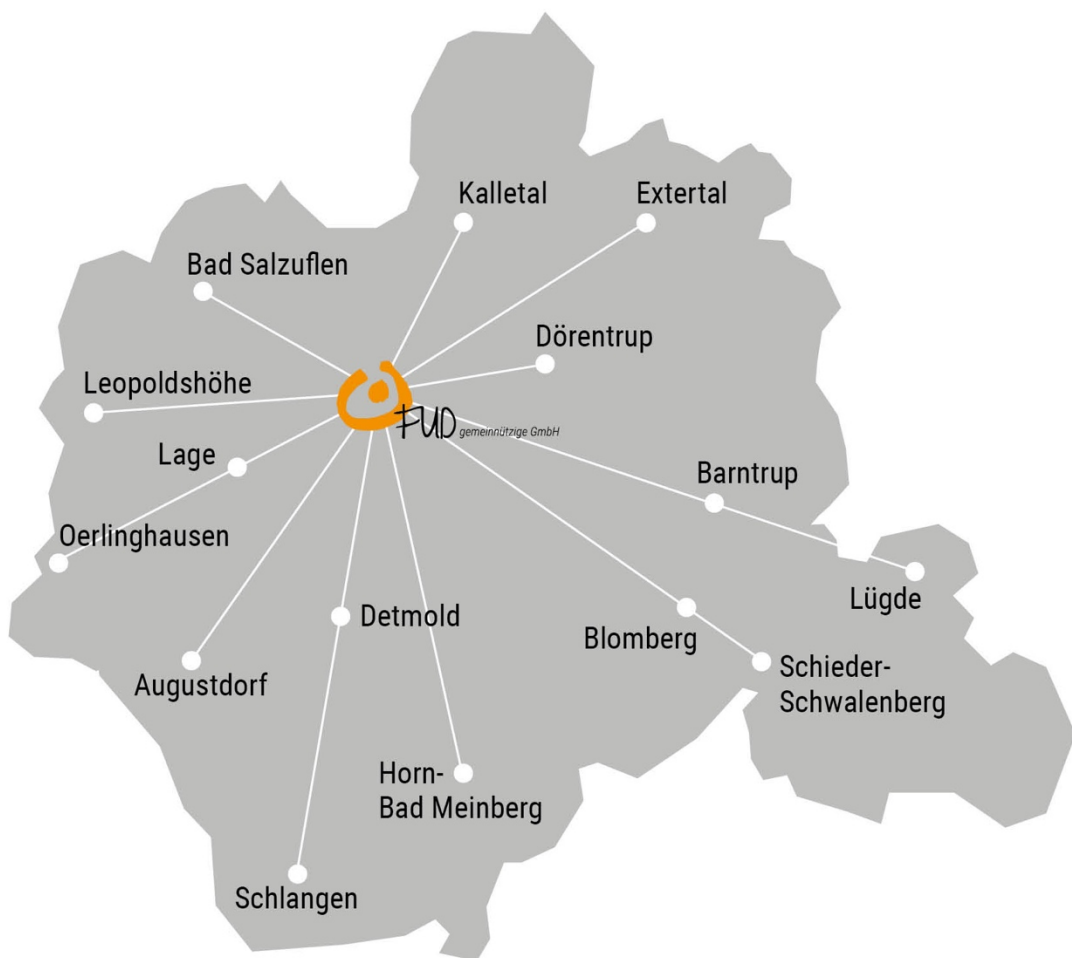 Kalletal
Extertal
Bad Salzuflen
Dörentrup
Leopoldshöhe
FUD gemeinnützige GmbH
Lage
Barntrup
Oerlinghausen
Lügde
Detmold
Blomberg
Schieder-
Schwalenberg
Augustdorf
Horn-
Bad Meinberg
Schlangen